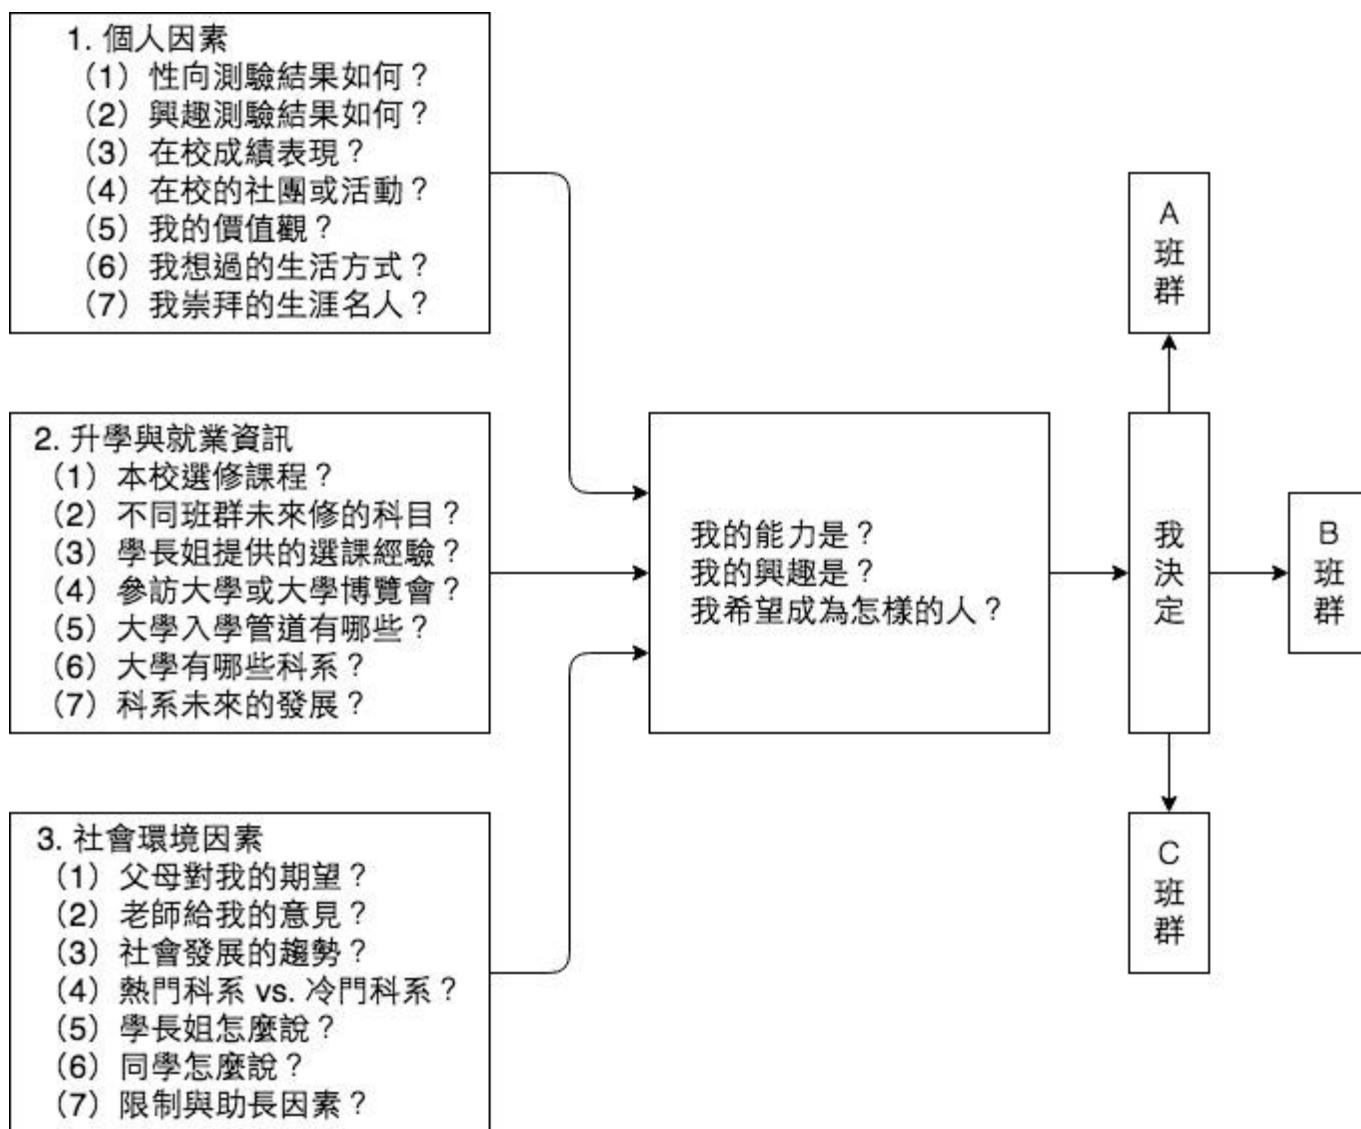 1. 個人因素
（1）性向測驗結果如何？
（2）興趣測驗結果如何？
（3）在校成績表現？
（4）在校的社團或活動？
（5）我的價值觀？
（6）我想過的生活方式？
（7）我崇拜的生涯名人？
2. 升學與就業資訊
（1）本校選修課程？
（2）不同班群未來修的科目？
（3）學長姐提供的選課經驗？
（4）參訪大學或大學博覽會？
（5）大學入學管道有哪些？
（6）大學有哪些科系？
（7）科系未來的發展？
3. 社會環境因素
（1）父母對我的期望？
（2）老師給我的意見？
（3）社會發展的趨勢？
（4）熱門科系 vs. 冷門科系？
（5）學長姐怎麼說？
（6）同學怎麼說？
（7）限制與助長因素？
我的能力是？
我的興趣是？
我希望成為怎樣的人？
我決定
A班群
B班群
C班群